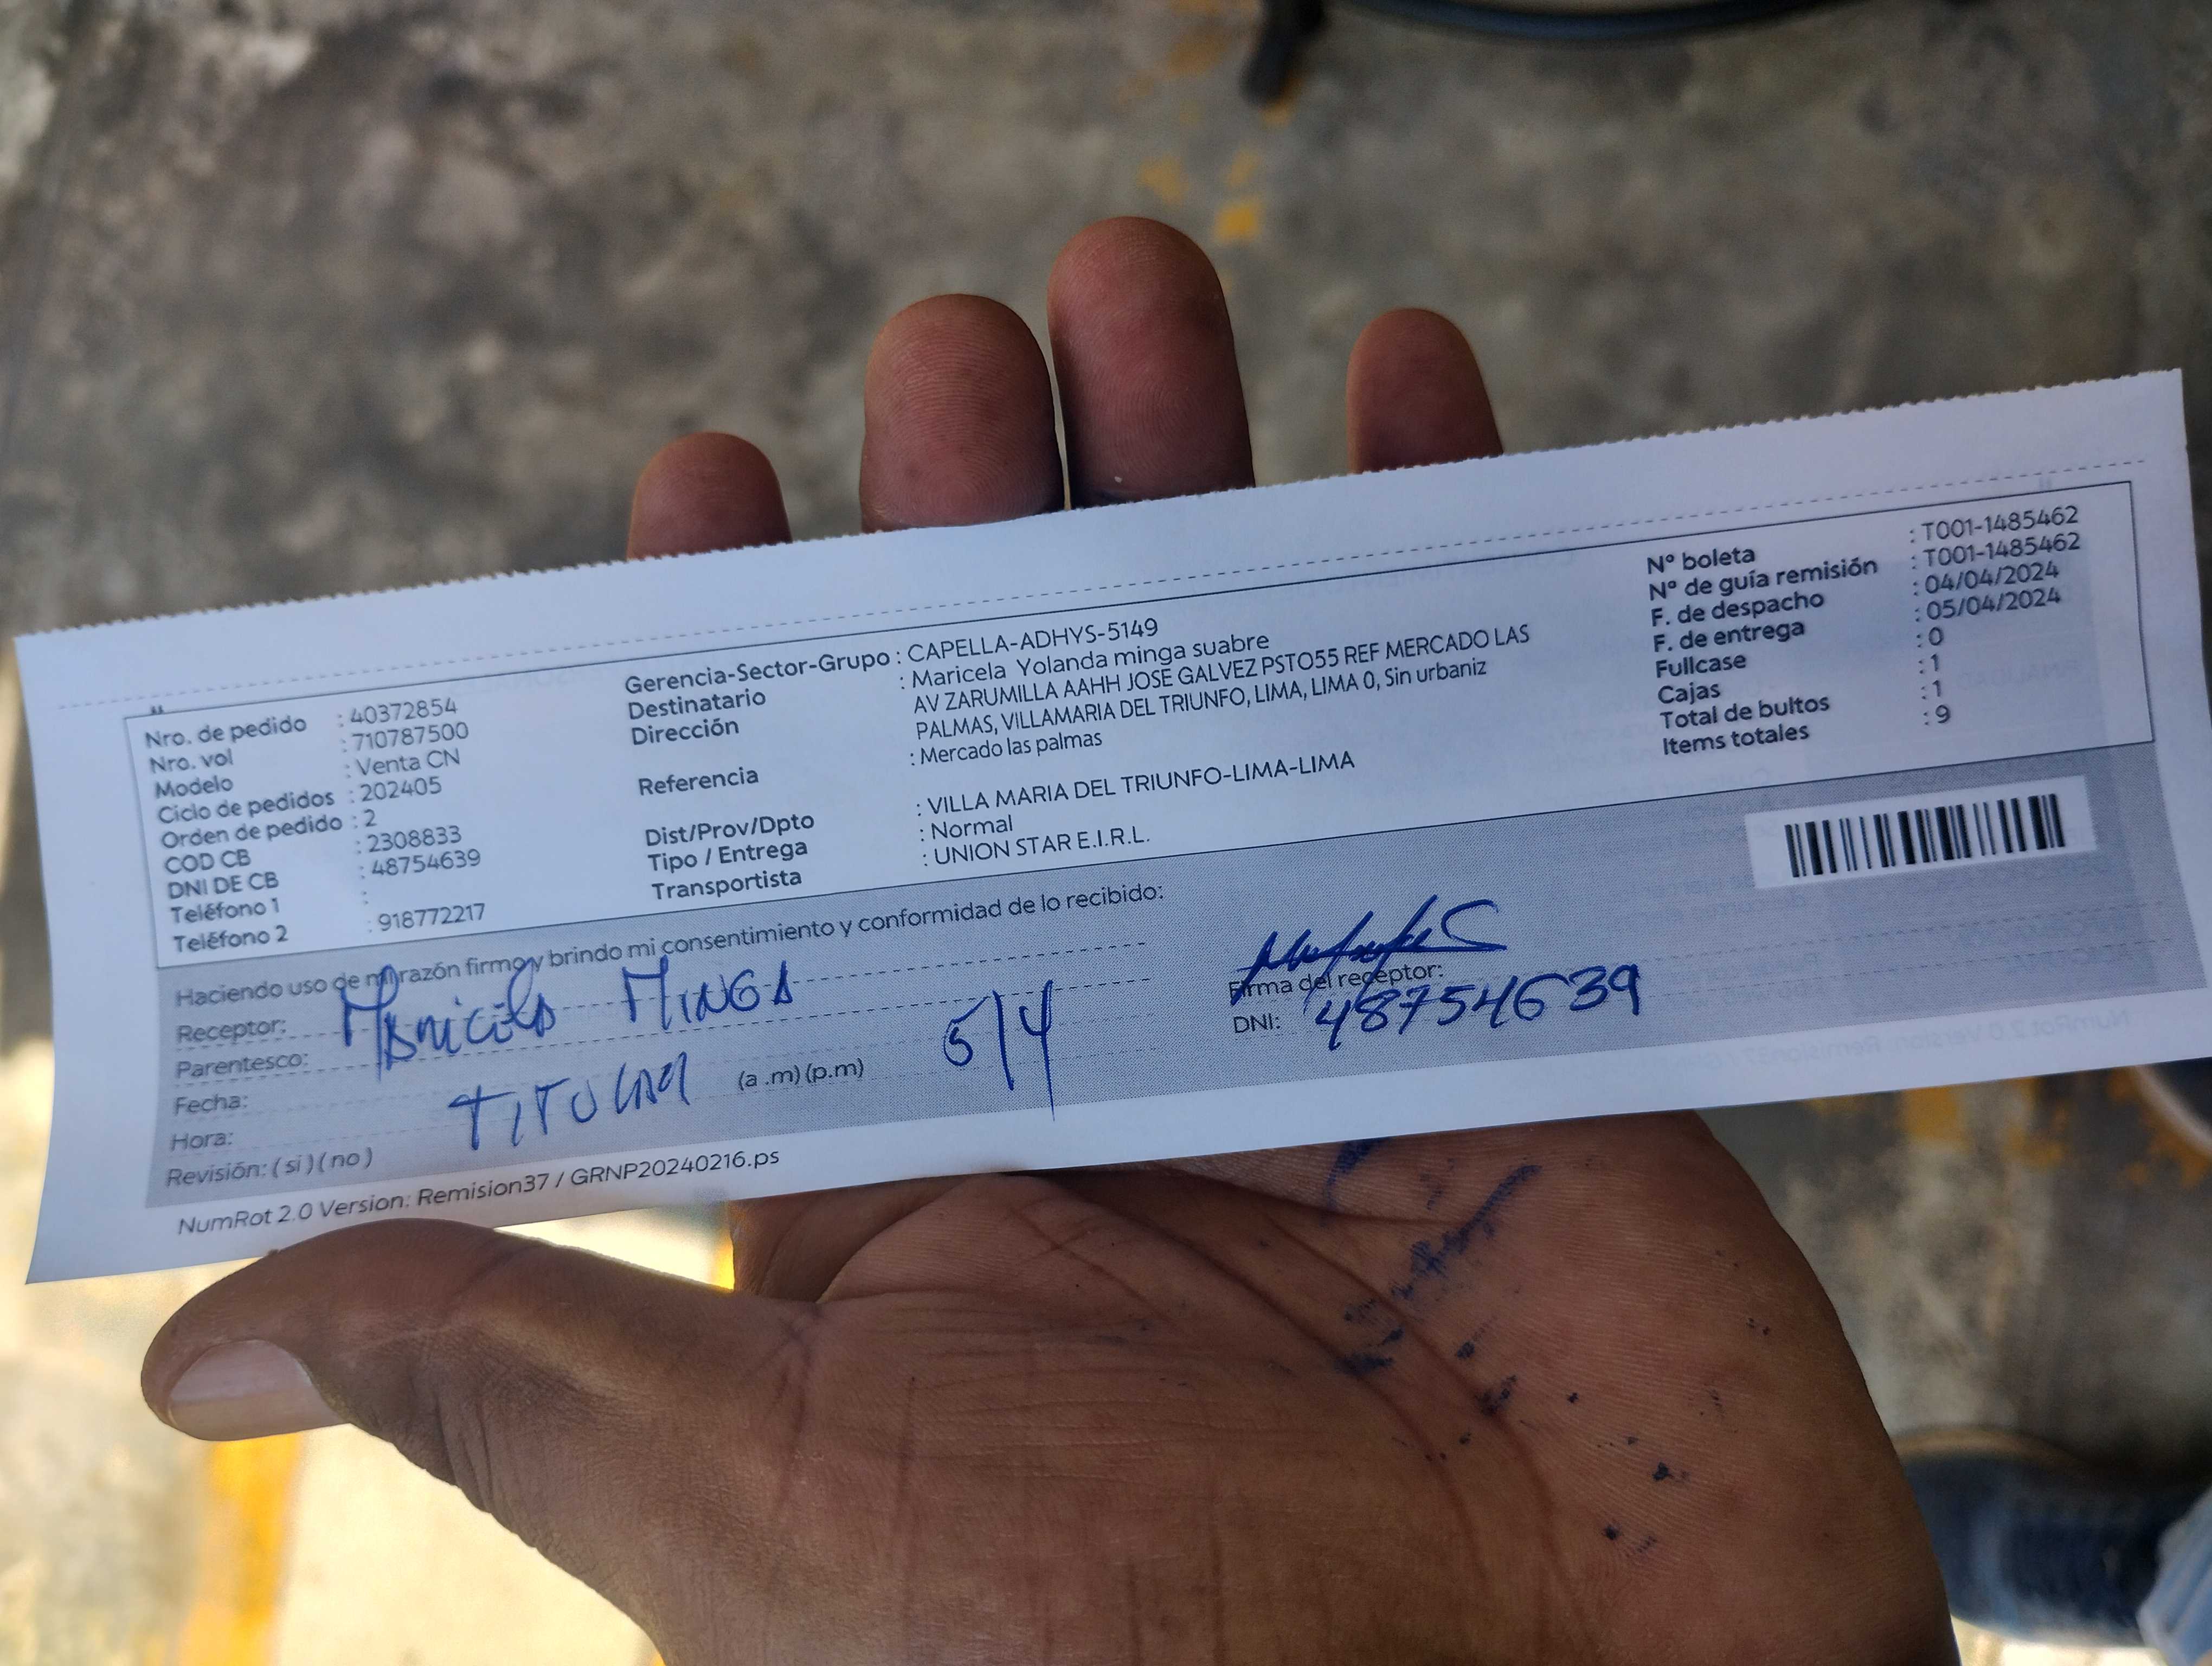 Nro. de pedido : 40372854
Nro. vol : 710787500
Modelo : Venta CN
Ciclo de pedidos : 202405
Orden de pedido : 2
COD CB : 2308833
DNI DE CB : 48754639
Teléfono 1 :
Teléfono 2 : 918772217
Gerencia-Sector-Grupo : CAPELLA-ADHYS-5149
Destinatario : Maricela Yolanda minga suabre
Dirección AV ZARUMILLA AAHH JOSE GALVEZ PSTO55 REF MERCADO LAS
PALMAS, VILLAMARIA DEL TRIUNFO, LIMA, LIMA 0, Sin urbaniz
Referencia : Mercado las palmas
Dist/Prov/Dpto : VILLA MARIA DEL TRIUNFO-LIMA-LIMA
Tipo / Entrega : Normal
Transportista : UNION STAR E.I.R.L.
Nº boleta : T001-1485462
Nº de guía remisión : T001-1485462
F. de despacho : 04/04/2024
F. de entrega : 05/04/2024
Fullcase : 0
Cajas : 1
Total de bultos : 1
Items totales : 9
Haciendo uso de mi razón firmo y brindo mi consentimiento y conformidad de lo recibido:
Receptor: MINGA
Parentesco:
Fecha: TITULAR (a .m) (p.m) 5/4
Hora:
Revisión: ( si ) ( no )
Firma del receptor:
DNI: 48754639
NumRot 2.0 Version: Remision37 / GRNP20240216.ps